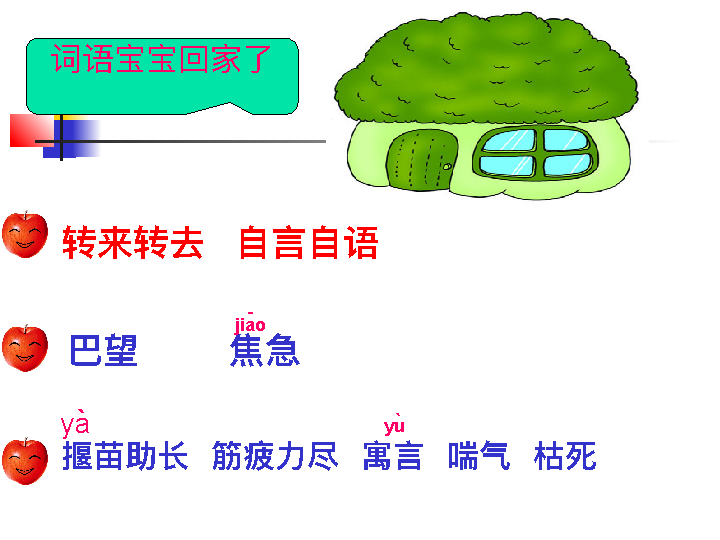 词语宝宝回家了
转来转去 自言自语
jiāo
巴望 焦急
yà yù
揠苗助长 筋疲力尽 寓言 喘气 枯死